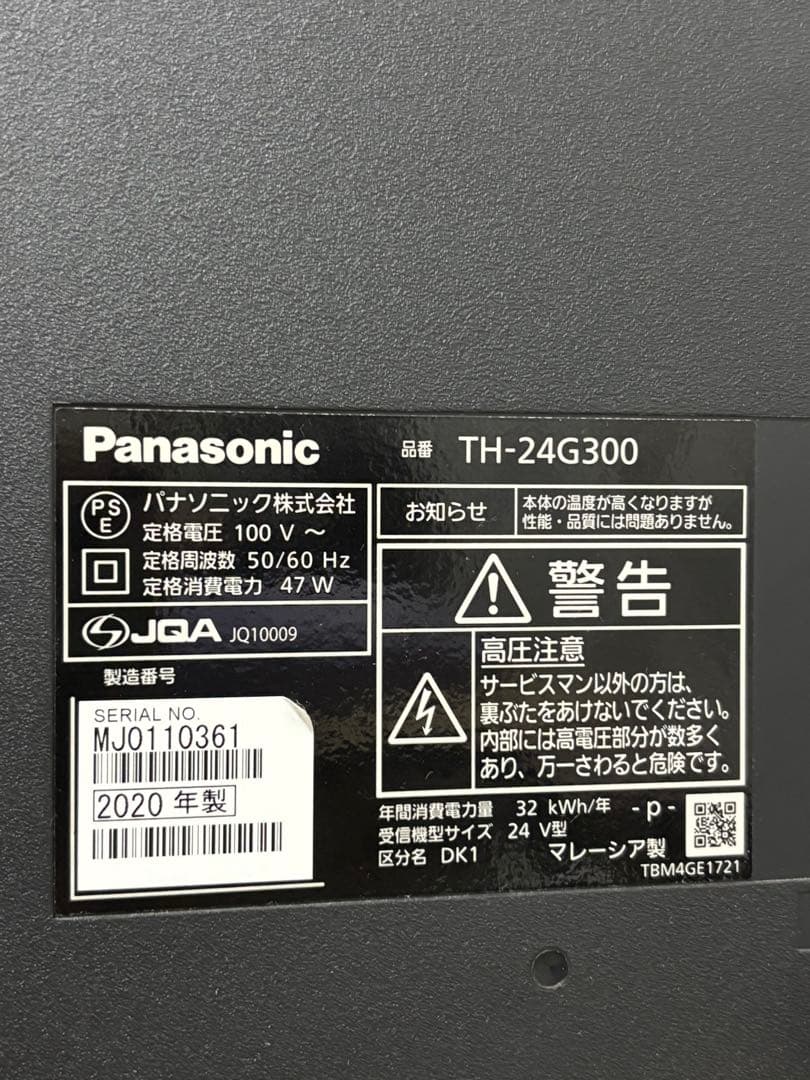 Panasonic
品番 TH-24G300
PS
E
パナソニック株式会社
定格電圧 100 V ～
定格周波数 50/60 Hz
定格消費電力 47 W
JQA JQ10009
製造番号
SERIAL NO.
MJ0110361
2020 年製
お知らせ
本体の温度が高くなりますが
性能・品質には問題ありません。
警告
高圧注意
サービスマン以外の方は、
裏ぶたをあけないでください。
内部には高電圧部分が数多く
あり、万一さわると危険です。
年間消費電力量 32 kWh/年 -p-
受信機型サイズ 24 V型
区分名 DK1 マレーシア製
TBM4GE1721